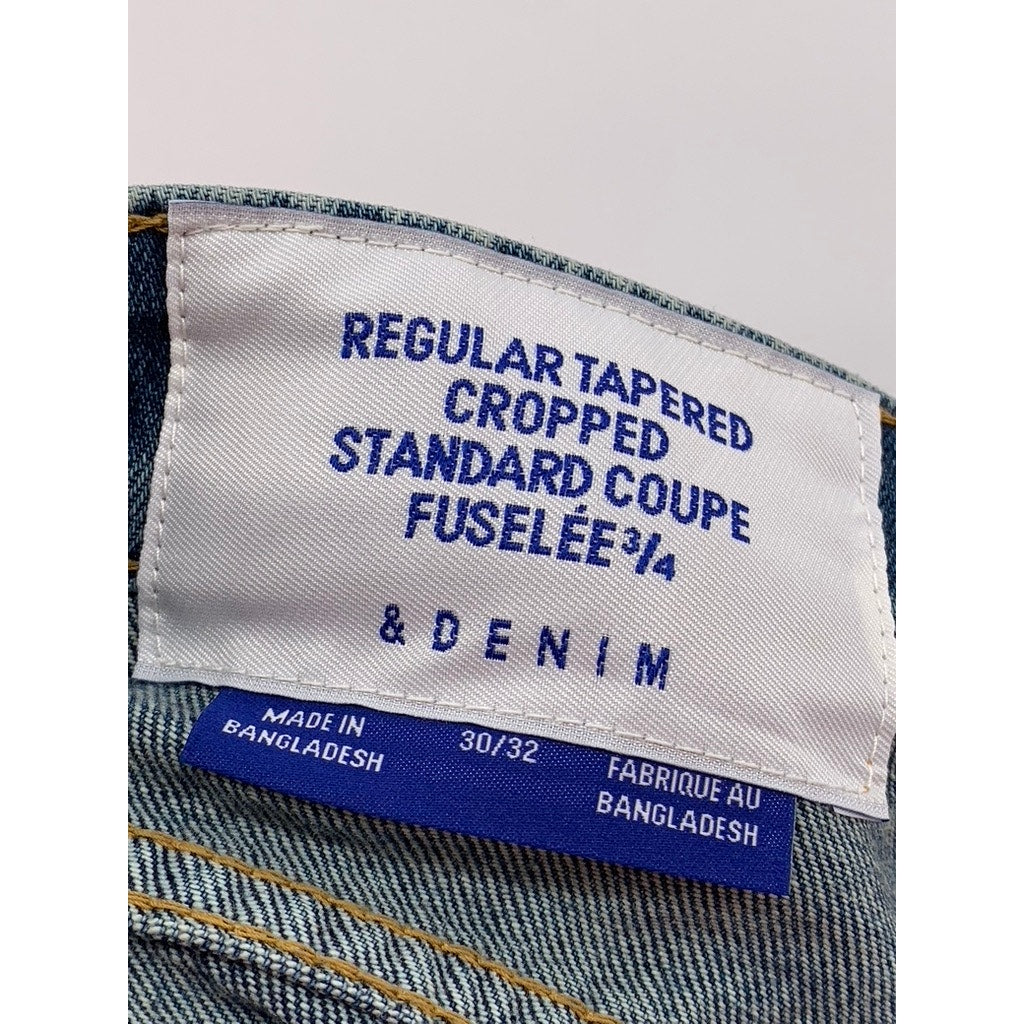 REGULAR TAPERED
CROPPED
STANDARD COUPE
FUSELÉE 3/4
& DENIM
MADE IN
BANGLADESH
30/32
FABRIQUE AU
BANGLADESH